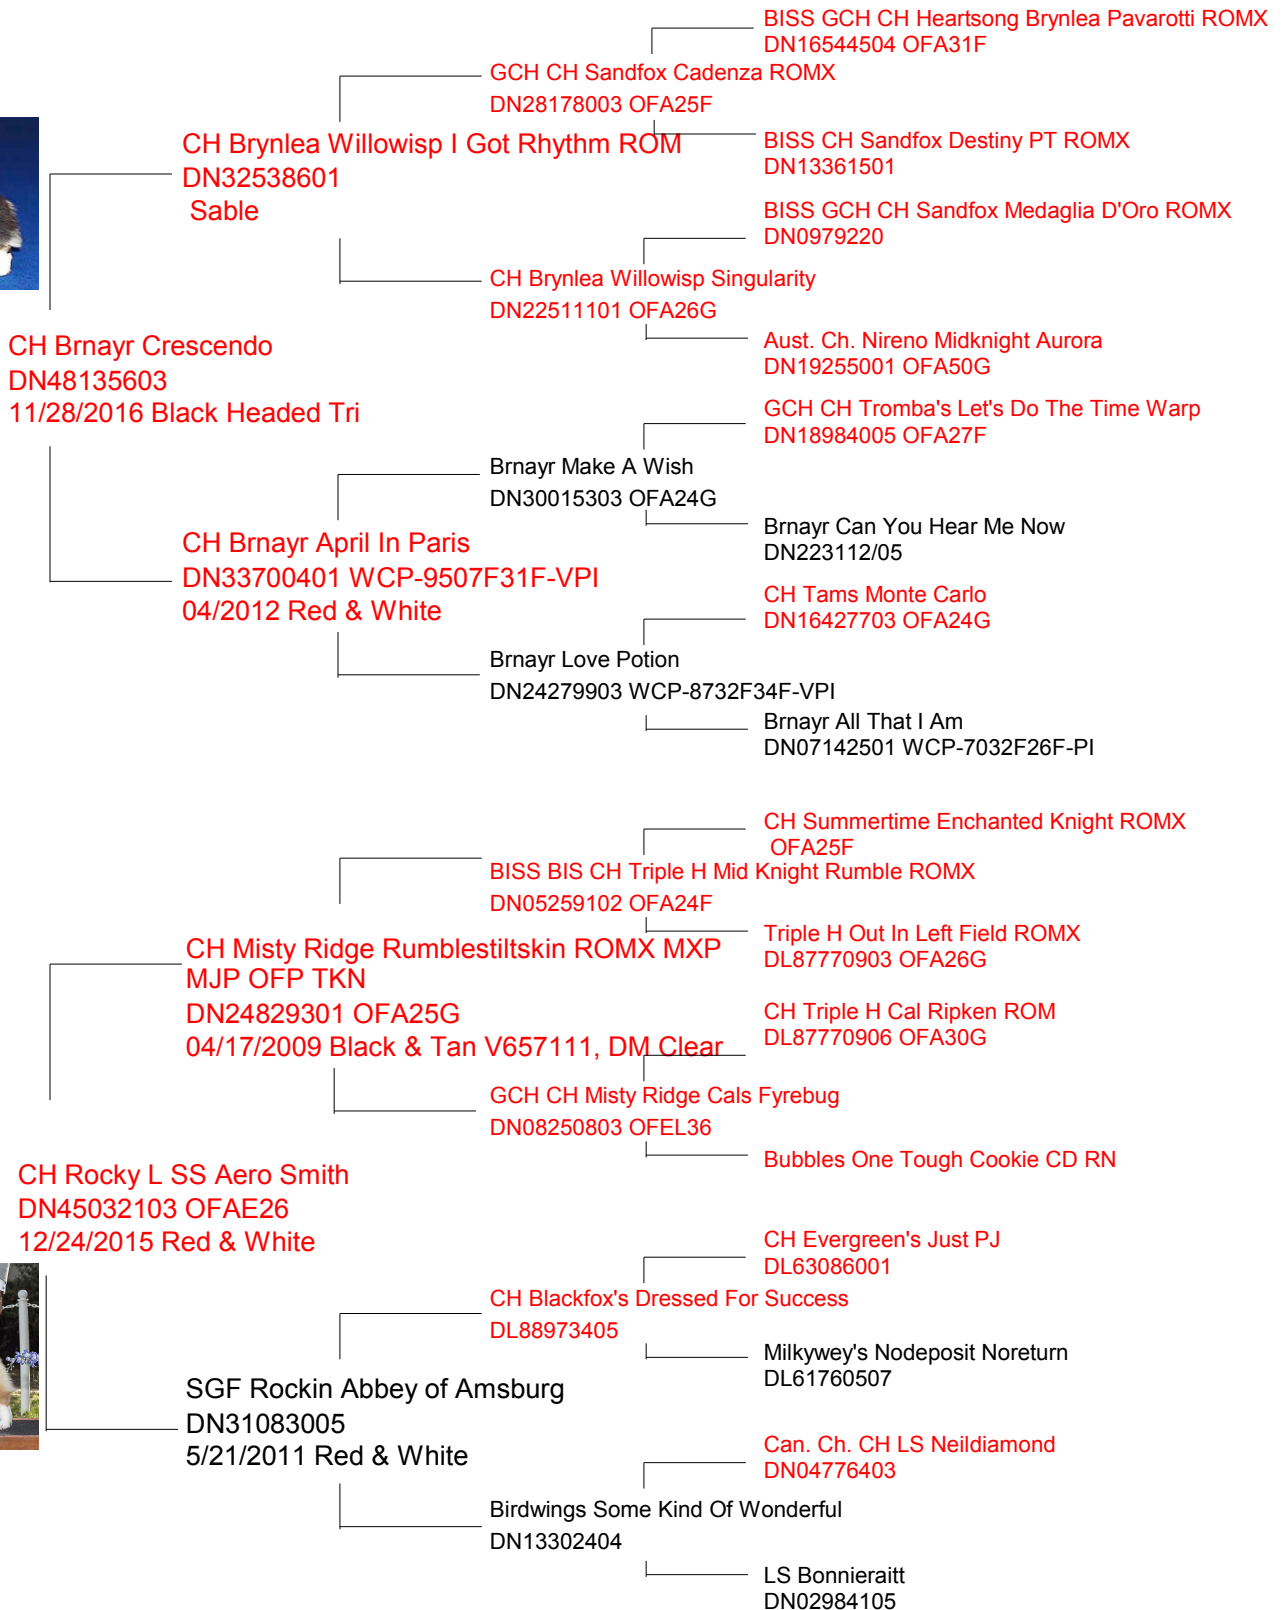 BISS GCH CH Heartsong Brynlea Pavarotti ROMX
DN16544504 OFA31F
GCH CH Sandfox Cadenza ROMX
DN28178003 OFA25F
BISS CH Sandfox Destiny PT ROMX
DN13361501
CH Brynlea Willowisp I Got Rhythm ROM
DN32538601
Sable
BISS GCH CH Sandfox Medaglia D'Oro ROMX
DN0979220
CH Brynlea Willowisp Singularity
DN22511101 OFA26G
Aust. Ch. Nireno Midknight Aurora
DN19255001 OFA50G
CH Brnayr Crescendo
DN48135603
11/28/2016 Black Headed Tri
GCH CH Tromba's Let's Do The Time Warp
DN18984005 OFA27F
Brnayr Make A Wish
DN30015303 OFA24G
Brnayr Can You Hear Me Now
DN223112/05
CH Brnayr April In Paris
DN33700401 WCP-9507F31F-VPI
04/2012 Red & White
CH Tams Monte Carlo
DN16427703 OFA24G
Brnayr Love Potion
DN24279903 WCP-8732F34F-VPI
Brnayr All That I Am
DN07142501 WCP-7032F26F-PI
CH Summertime Enchanted Knight ROMX
OFA25F
BISS BIS CH Triple H Mid Knight Rumble ROMX
DN05259102 OFA24F
Triple H Out In Left Field ROMX
DL87770903 OFA26G
CH Misty Ridge Rumblestiltskin ROMX MXP
MJP OFP TKN
DN24829301 OFA25G
04/17/2009 Black & Tan V657111, DM Clear
CH Triple H Cal Ripken ROM
DL87770906 OFA30G
GCH CH Misty Ridge Cals Fyrebug
DN08250803 OFEL36
Bubbles One Tough Cookie CD RN
CH Rocky L SS Aero Smith
DN45032103 OFAE26
12/24/2015 Red & White
CH Evergreen's Just PJ
DL63086001
CH Blackfox's Dressed For Success
DL88973405
Milkywey's Nodeposit Noreturn
DL61760507
SGF Rockin Abbey of Amsburg
DN31083005
5/21/2011 Red & White
Can. Ch. CH LS Neildiamond
DN04776403
Birdwings Some Kind Of Wonderful
DN13302404
LS Bonnieraitt
DN02984105